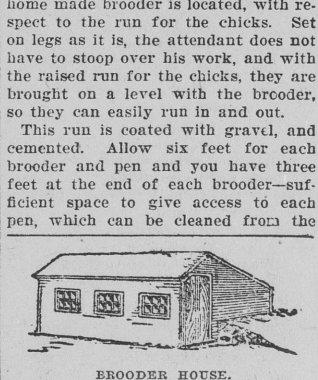 home made brooder is located, with re-
spect to the run for the chicks. Set
on legs as it is, the attendant does not
have to stoop over his work, and with
the raised run for the chicks, they are
brought on a level with the brooder,
so they can easily run in and out.
This run is coated with gravel, and
cemented. Allow six feet for each
brooder and pen and you have three
feet at the end of each brooder—suf-
ficient space to give access to each
pen, which can be cleaned from the
BROODER HOUSE.